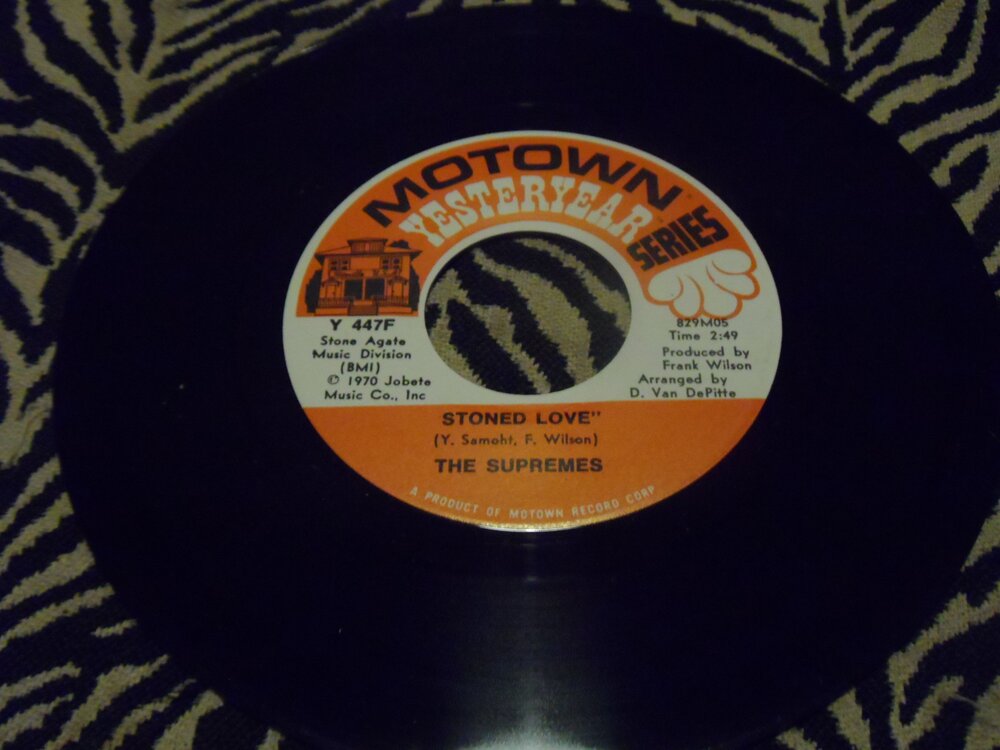 MOTOWN
YESTERYEAR
SERIES
Y 447F
Stone Agate
Music Division
(BMI)
© 1970 Jobete
Music Co., Inc
829M05
Time 2:49
Produced by
Frank Wilson
Arranged by
D. Van DePitte
STONED LOVE"
(Y. Samoht, F. Wilson)
THE SUPREMES
A PRODUCT OF MOTOWN RECORD CORP